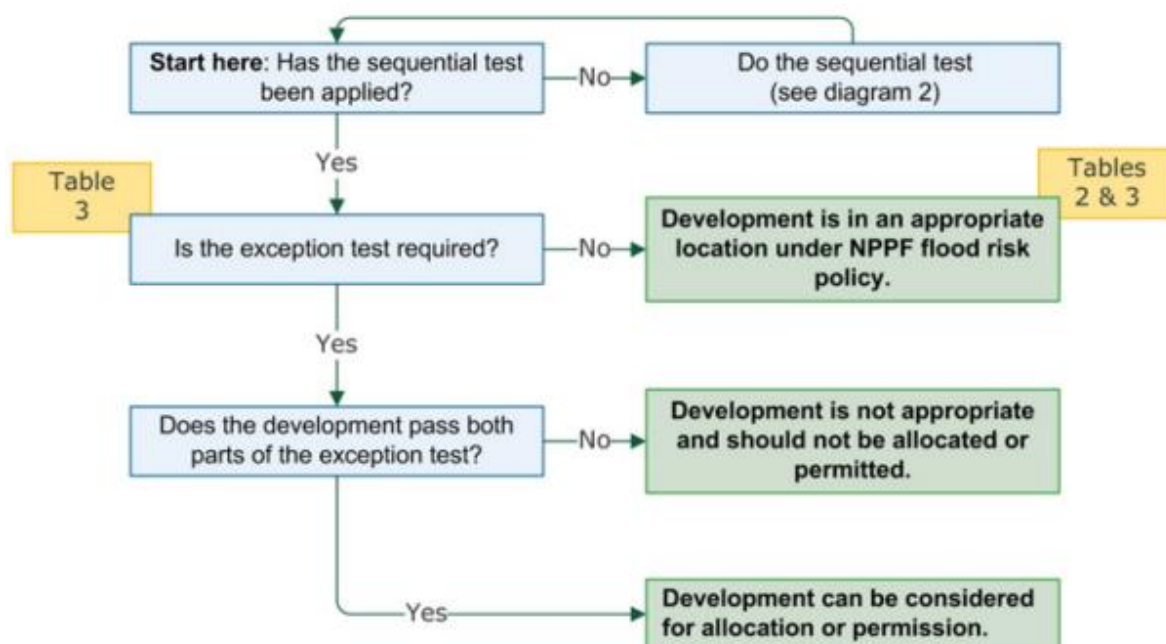 Start here: Has the sequential test
been applied?
No
Do the sequential test
(see diagram 2)
Yes
Table
3
Is the exception test required?
No
Tables
2 & 3
Development is in an appropriate
location under NPPF flood risk
policy.
Yes
Does the development pass both
parts of the exception test?
No
Development is not appropriate
and should not be allocated or
permitted.
Yes
Development can be considered
for allocation or permission.